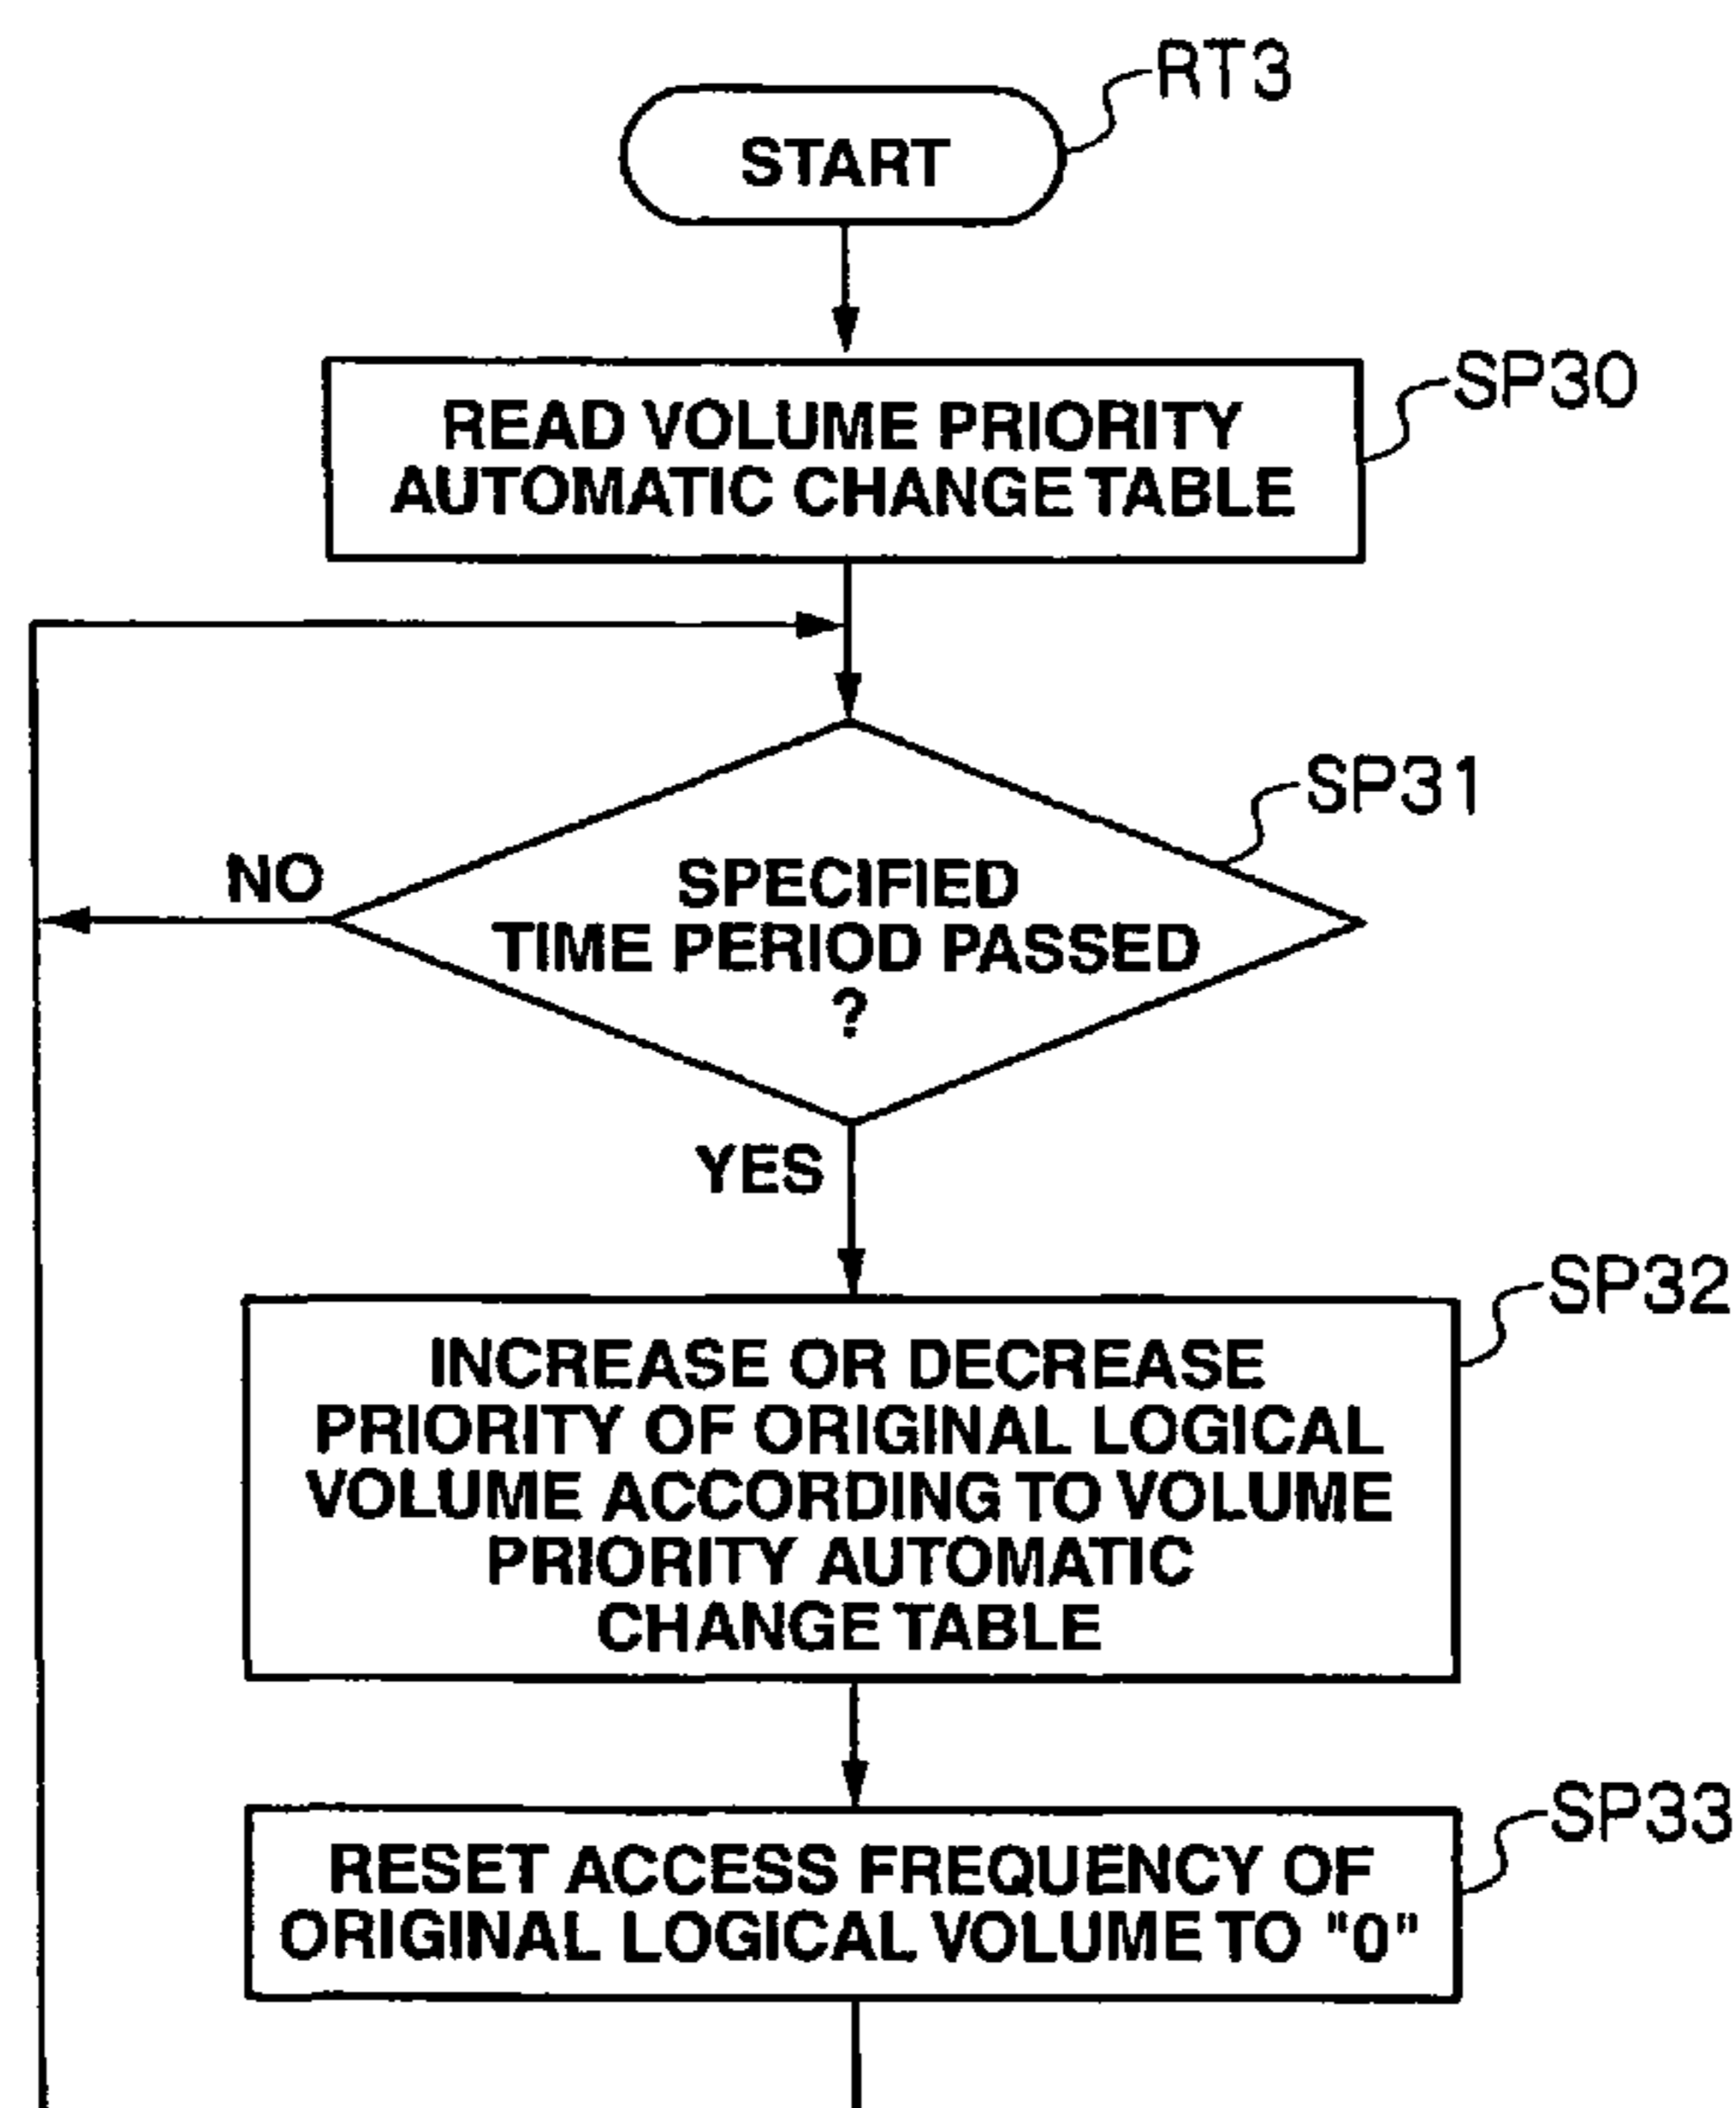 RT3
START
SP30
READ VOLUME PRIORITY
AUTOMATIC CHANGE TABLE
SP31
NO
SPECIFIED
TIME PERIOD PASSED
?
YES
SP32
INCREASE OR DECREASE
PRIORITY OF ORIGINAL LOGICAL
VOLUME ACCORDING TO VOLUME
PRIORITY AUTOMATIC
CHANGE TABLE
SP33
RESET ACCESS FREQUENCY OF
ORIGINAL LOGICAL VOLUME TO "0"